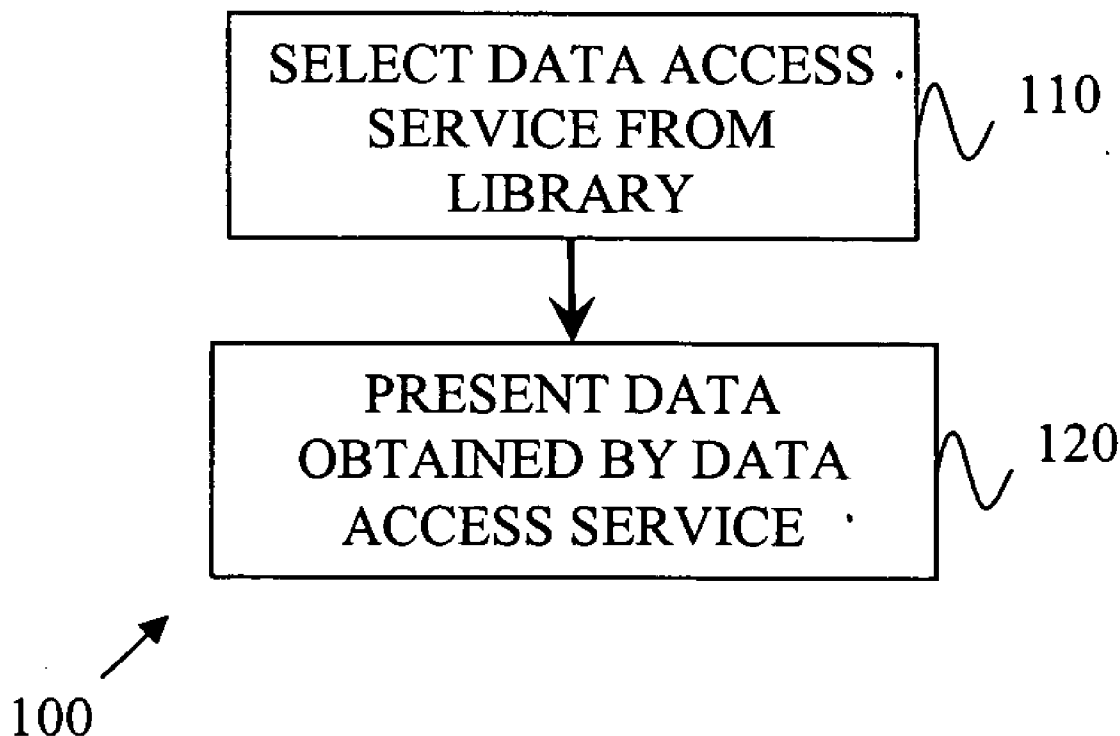 SELECT DATA ACCESS
SERVICE FROM
LIBRARY
110
PRESENT DATA
OBTAINED BY DATA
ACCESS SERVICE
120
100